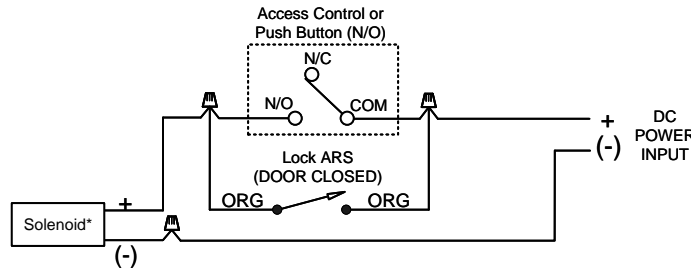 Access Control or
Push Button (N/O)
N/C
N/O
COM
+
(-)
DC
POWER
INPUT
Lock ARS
(DOOR CLOSED)
ORG
ORG
+
Solenoid*
(-)